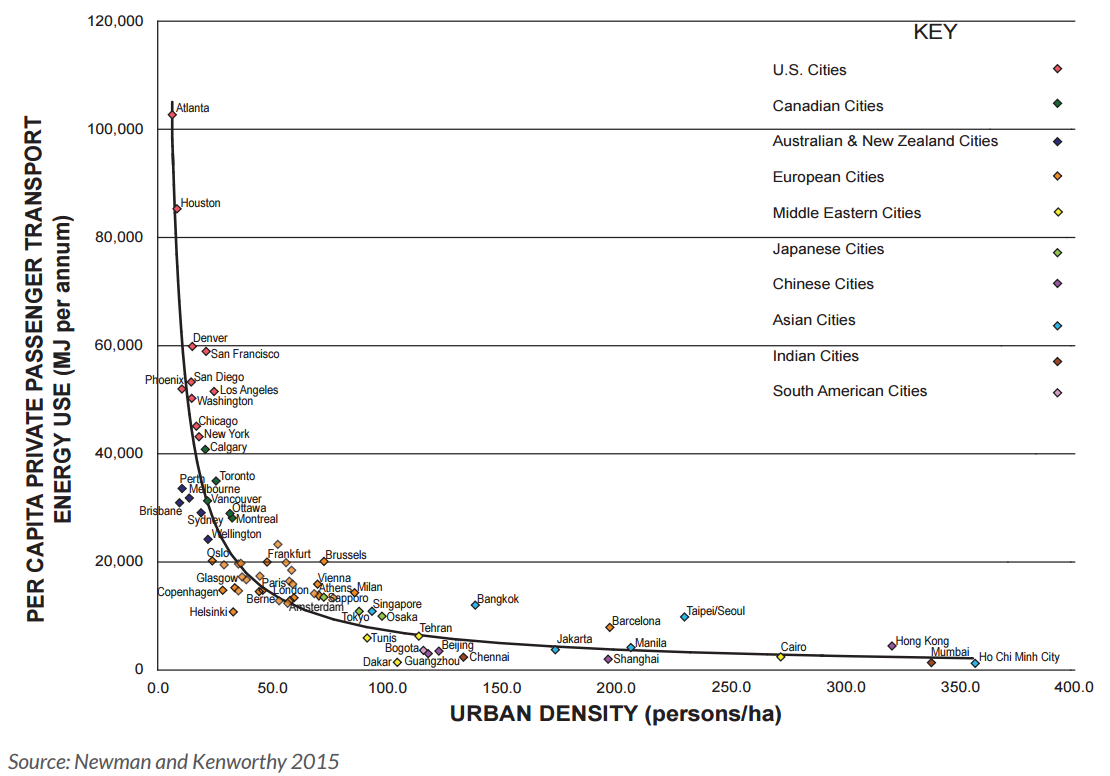 120,000
100,000
80,000
60,000
40,000
20,000
0
PER CAPITA PRIVATE PASSENGER TRANSPORT
ENERGY USE (MJ per annum)
KEY
U.S. Cities
Canadian Cities
Australian & New Zealand Cities
European Cities
Middle Eastern Cities
Japanese Cities
Chinese Cities
Asian Cities
Indian Cities
South American Cities
Atlanta
Houston
Denver
San Francisco
Phoenix
San Diego
Los Angeles
Washington
Chicago
New York
Calgary
Toronto
Perth
Melbourne
Vancouver
Brisbane
Ottawa
Sydney
Montreal
Wellington
Oslo
Frankfurt
Brussels
Glasgow
Paris
Vienna
Copenhagen
London
Athens
Milan
Berne
Sapporo
Amsterdam
Helsinki
Tokyo
Singapore
Osaka
Bangkok
Taipei/Seoul
Barcelona
Tehran
Tunis
Bogota
Beijing
Jakarta
Manila
Cairo
Hong Kong
Dakar
Guangzhou
Chennai
Shanghai
Mumbai
Ho Chi Minh City
0.0
50.0
100.0
150.0
200.0
250.0
300.0
350.0
400.0
URBAN DENSITY (persons/ha)
Source: Newman and Kenworthy 2015